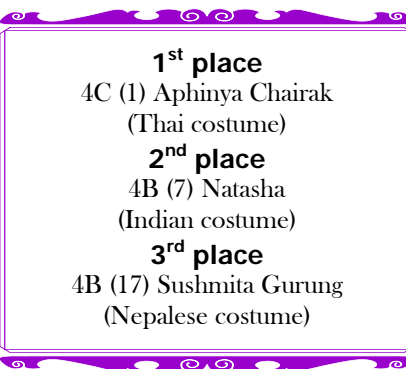 1st place
4C (1) Aphinya Chairak
(Thai costume)
2nd place
4B (7) Natasha
(Indian costume)
3rd place
4B (17) Sushmita Gurung
(Nepalese costume)